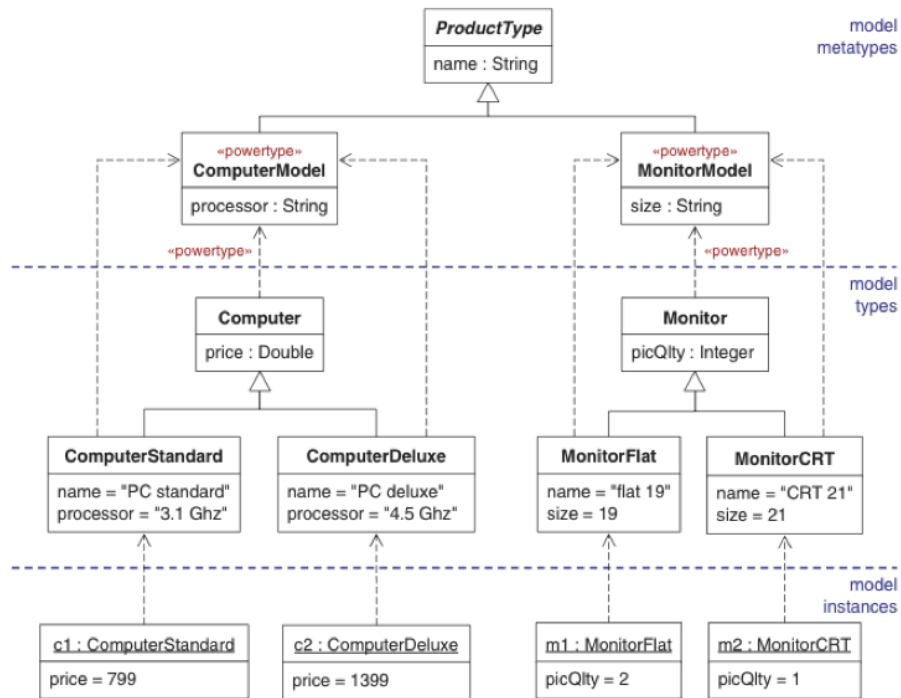 ProductType
name : String
model
metatypes
«powertype»
ComputerModel
processor : String
«powertype»
MonitorModel
size : String
«powertype»
«powertype»
model
types
Computer
price : Double
Monitor
picQlty : Integer
ComputerStandard
name = "PC standard"
processor = "3.1 Ghz"
ComputerDeluxe
name = "PC deluxe"
processor = "4.5 Ghz"
MonitorFlat
name = "flat 19"
size = 19
MonitorCRT
name = "CRT 21"
size = 21
model
instances
c1 : ComputerStandard
price = 799
c2 : ComputerDeluxe
price = 1399
m1 : MonitorFlat
picQlty = 2
m2 : MonitorCRT
picQlty = 1